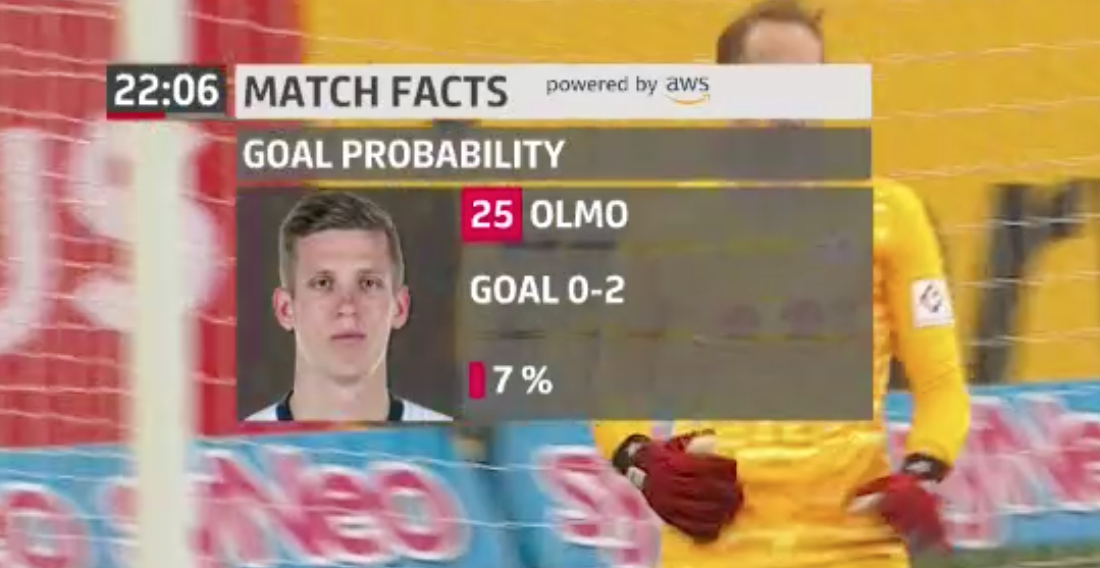 22:06 MATCH FACTS powered by aws
GOAL PROBABILITY
25 OLMO
GOAL 0-2
7 %